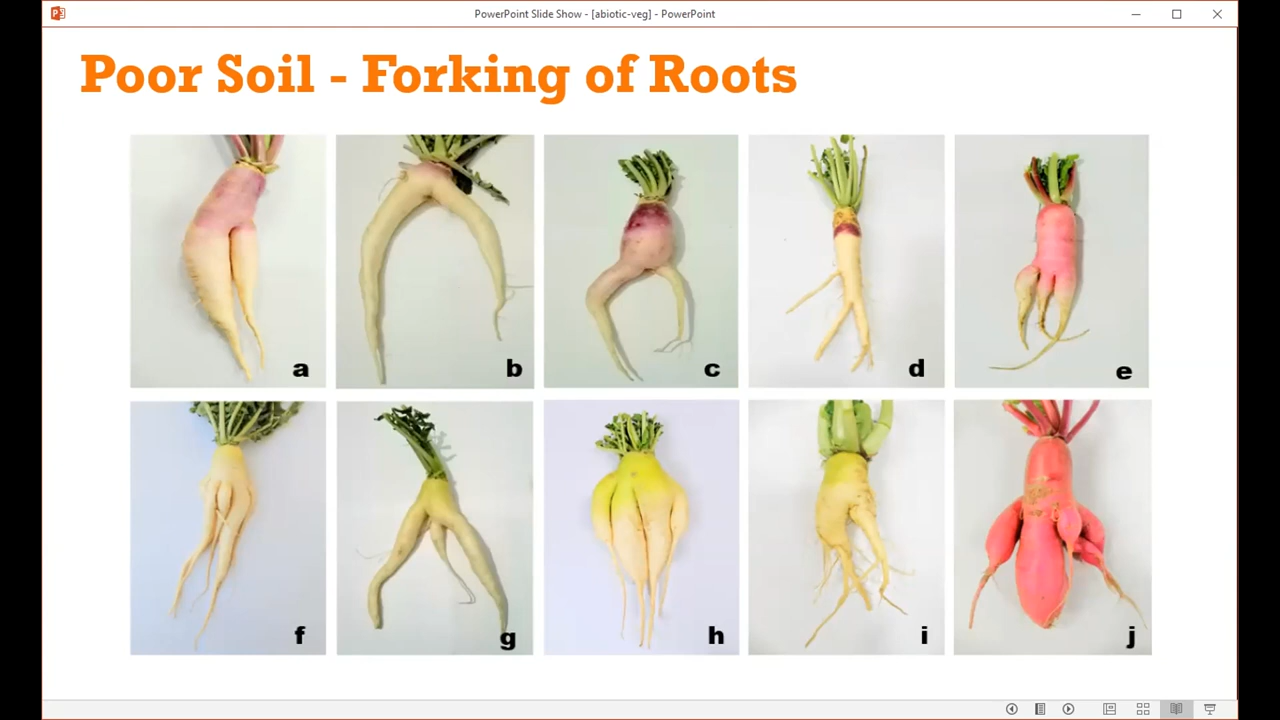 PowerPoint Slide Show - [abiotic-veg] - PowerPoint
Poor Soil - Forking of Roots
a b c d e
f g h i j